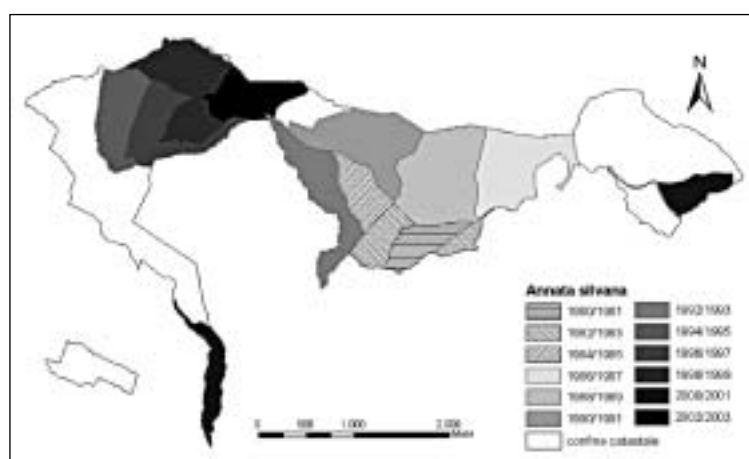 N
Annata silvana
1980/1981 1992/1993
1982/1983 1994/1995
1984/1985 1996/1997
1986/1987 1998/1999
1988/1989 2000/2001
1990/1991 2002/2003
confine catastale
0 500 1.000 2.000
Metri